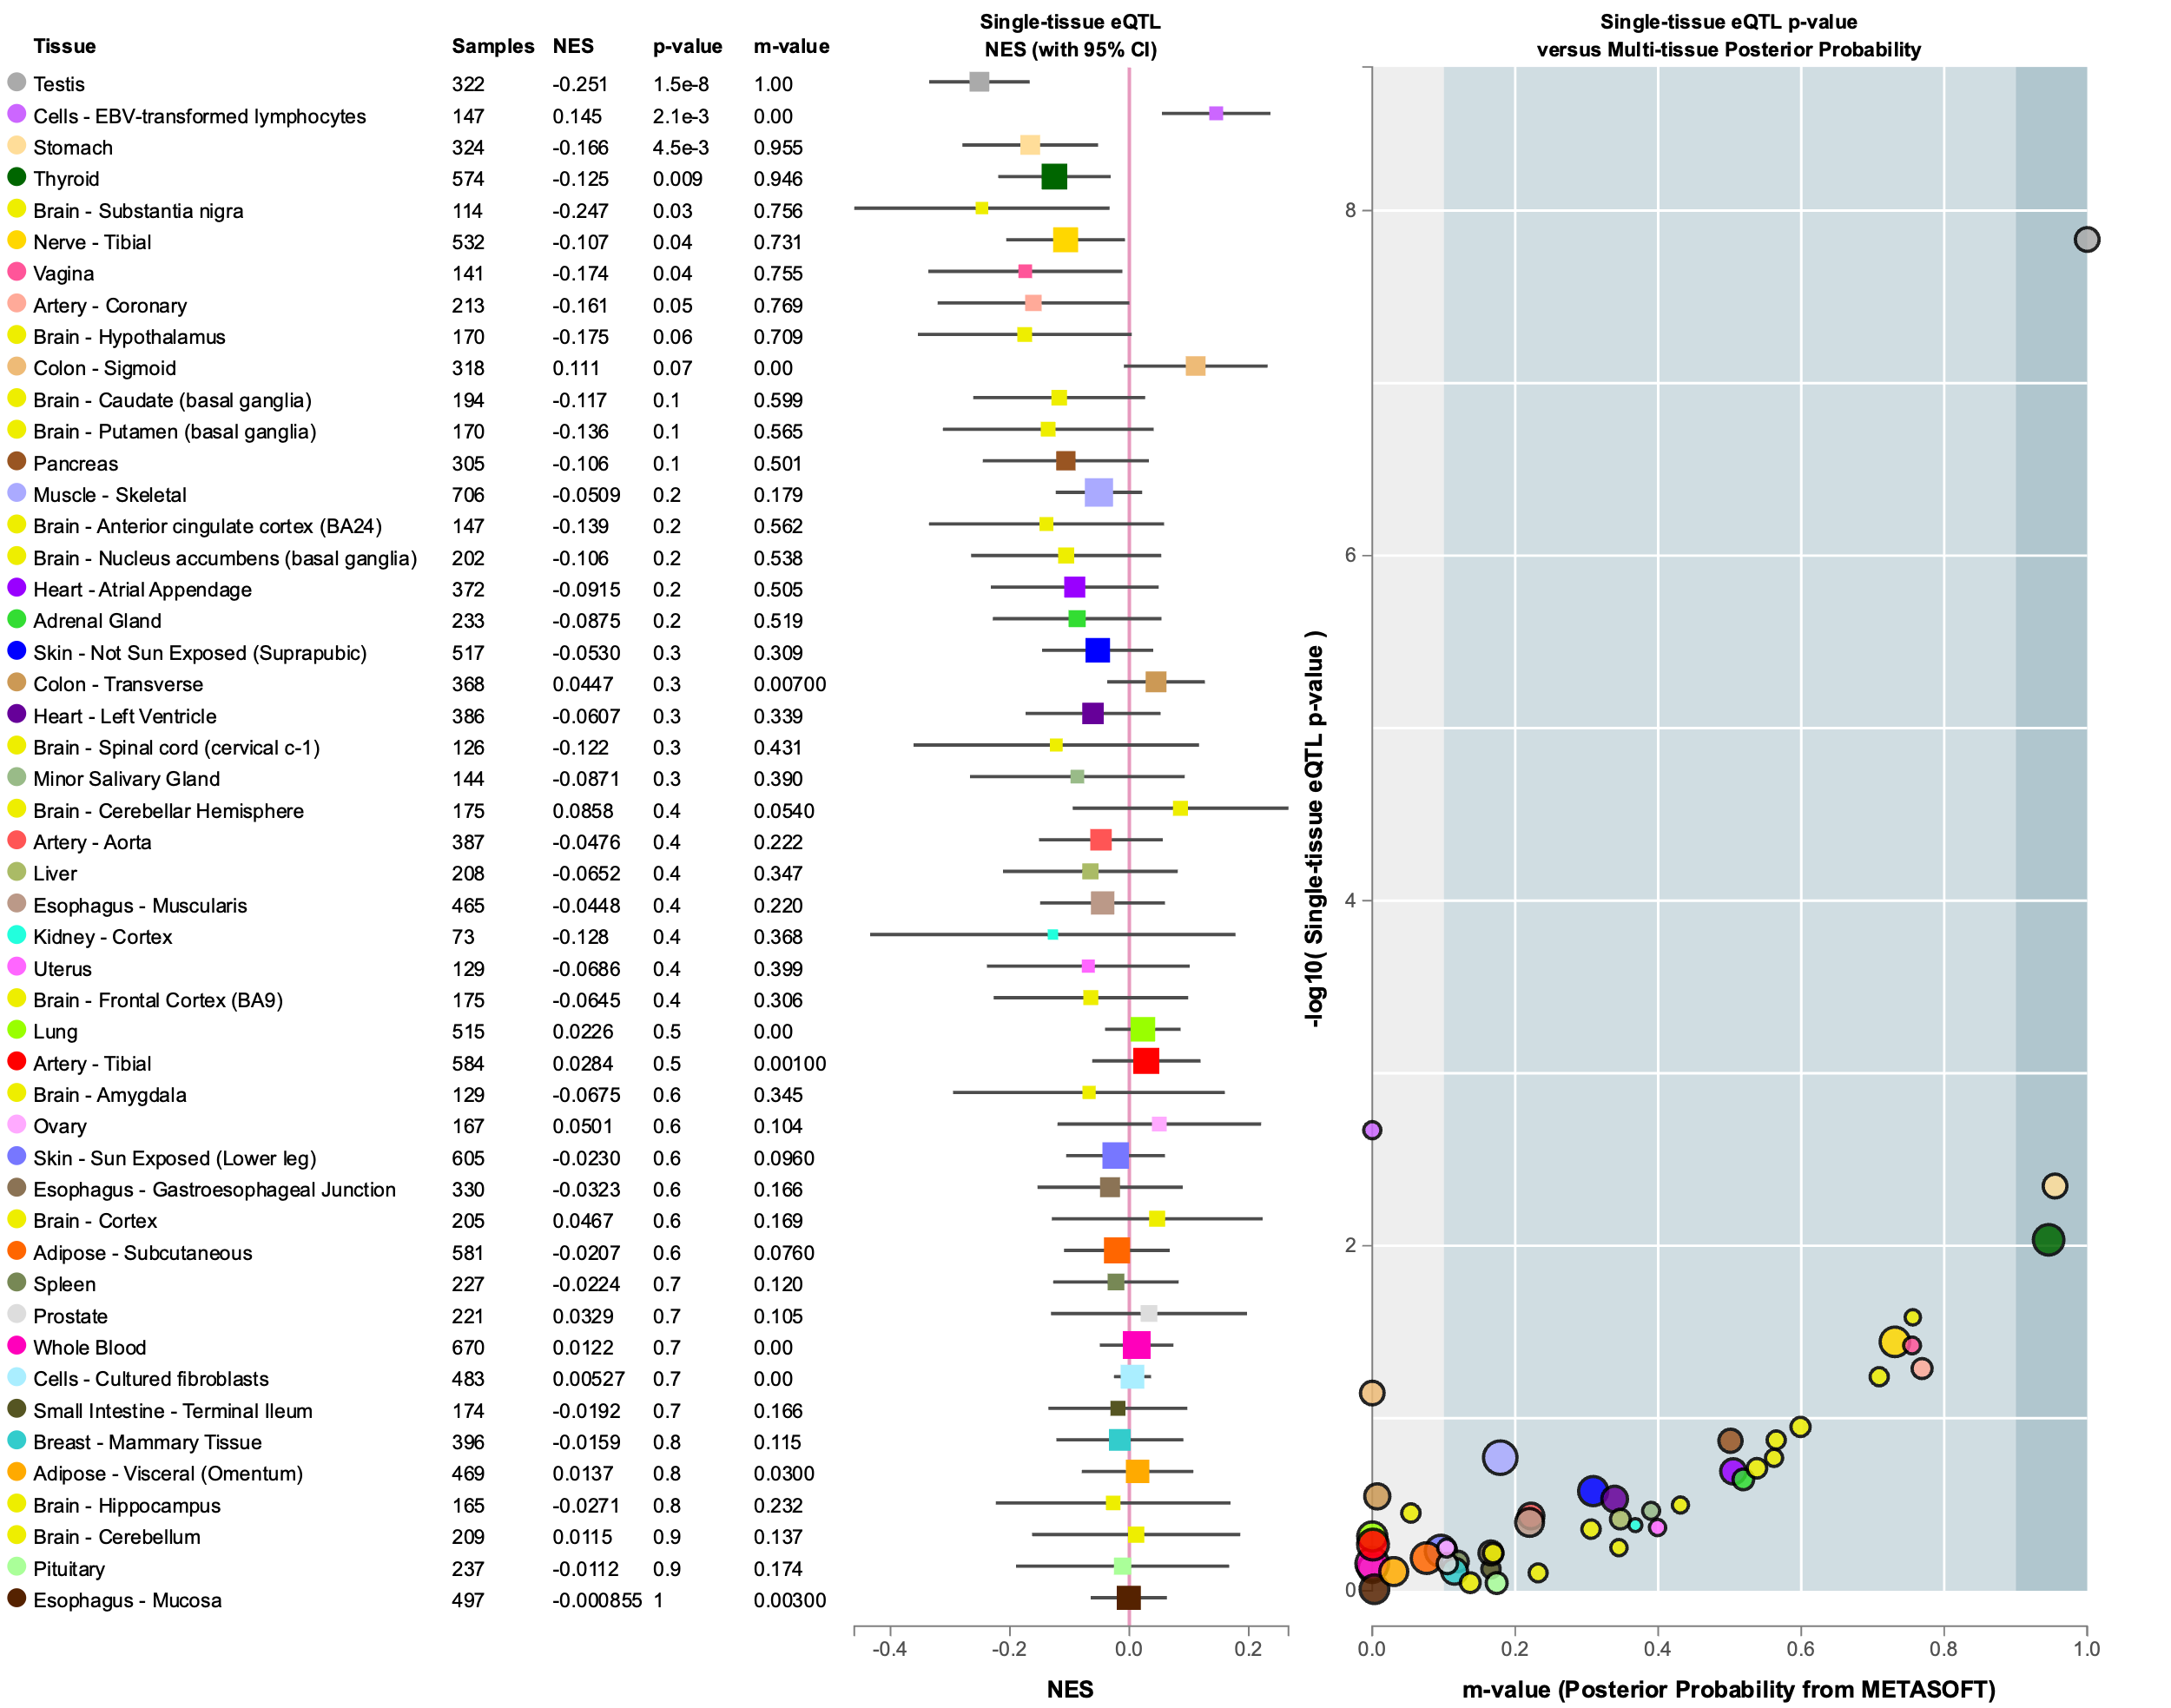 Single-tissue eQTL
NES (with 95% CI)
Single-tissue eQTL p-value
versus Multi-tissue Posterior Probability
Tissue Samples NES p-value m-value
Testis 322 -0.251 1.5e-8 1.00
Cells - EBV-transformed lymphocytes 147 0.145 2.1e-3 0.00
Stomach 324 -0.166 4.5e-3 0.955
Thyroid 574 -0.125 0.009 0.946
Brain - Substantia nigra 114 -0.247 0.03 0.756
Nerve - Tibial 532 -0.107 0.04 0.731
Vagina 141 -0.174 0.04 0.755
Artery - Coronary 213 -0.161 0.05 0.769
Brain - Hypothalamus 170 -0.175 0.06 0.709
Colon - Sigmoid 318 0.111 0.07 0.00
Brain - Caudate (basal ganglia) 194 -0.117 0.1 0.599
Brain - Putamen (basal ganglia) 170 -0.136 0.1 0.565
Pancreas 305 -0.106 0.1 0.501
Muscle - Skeletal 706 -0.0509 0.2 0.179
Brain - Anterior cingulate cortex (BA24) 147 -0.139 0.2 0.562
Brain - Nucleus accumbens (basal ganglia) 202 -0.106 0.2 0.538
Heart - Atrial Appendage 372 -0.0915 0.2 0.505
Adrenal Gland 233 -0.0875 0.2 0.519
Skin - Not Sun Exposed (Suprapubic) 517 -0.0530 0.3 0.309
Colon - Transverse 368 0.0447 0.3 0.00700
Heart - Left Ventricle 386 -0.0607 0.3 0.339
Brain - Spinal cord (cervical c-1) 126 -0.122 0.3 0.431
Minor Salivary Gland 144 -0.0871 0.3 0.390
Brain - Cerebellar Hemisphere 175 0.0858 0.4 0.0540
Artery - Aorta 387 -0.0476 0.4 0.222
Liver 208 -0.0652 0.4 0.347
Esophagus - Muscularis 465 -0.0448 0.4 0.220
Kidney - Cortex 73 -0.128 0.4 0.368
Uterus 129 -0.0686 0.4 0.399
Brain - Frontal Cortex (BA9) 175 -0.0645 0.4 0.306
Lung 515 0.0226 0.5 0.00
Artery - Tibial 584 0.0284 0.5 0.00100
Brain - Amygdala 129 -0.0675 0.6 0.345
Ovary 167 0.0501 0.6 0.104
Skin - Sun Exposed (Lower leg) 605 -0.0230 0.6 0.0960
Esophagus - Gastroesophageal Junction 330 -0.0323 0.6 0.166
Brain - Cortex 205 0.0467 0.6 0.169
Adipose - Subcutaneous 581 -0.0207 0.6 0.0760
Spleen 227 -0.0224 0.7 0.120
Prostate 221 0.0329 0.7 0.105
Whole Blood 670 0.0122 0.7 0.00
Cells - Cultured fibroblasts 483 0.00527 0.7 0.00
Small Intestine - Terminal Ileum 174 -0.0192 0.7 0.166
Breast - Mammary Tissue 396 -0.0159 0.8 0.115
Adipose - Visceral (Omentum) 469 0.0137 0.8 0.0300
Brain - Hippocampus 165 -0.0271 0.8 0.232
Brain - Cerebellum 209 0.0115 0.9 0.137
Pituitary 237 -0.0112 0.9 0.174
Esophagus - Mucosa 497 -0.000855 1 0.00300
-0.4 -0.2 0.0 0.2
NES
-log10( Single-tissue eQTL p-value )
8
6
4
2
0
0.0 0.2 0.4 0.6 0.8 1.0
m-value (Posterior Probability from METASOFT)